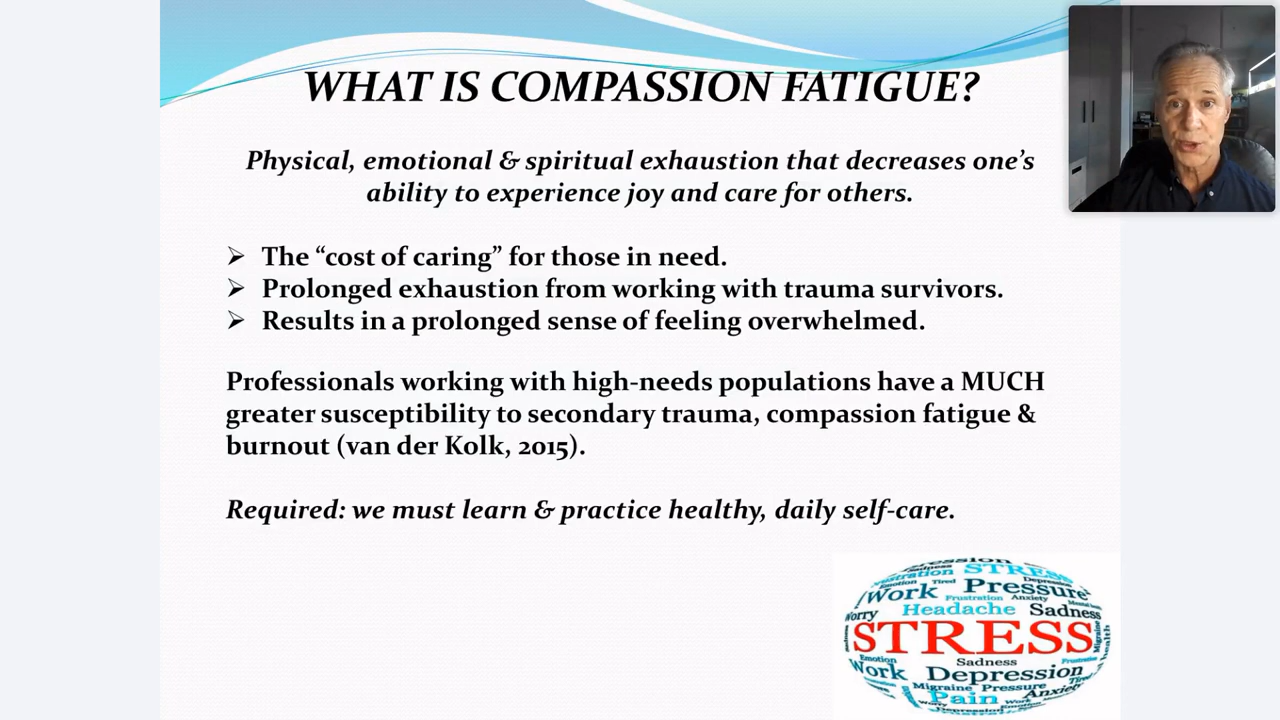 WHAT IS COMPASSION FATIGUE?
Physical, emotional & spiritual exhaustion that decreases one's
ability to experience joy and care for others.
The “cost of caring” for those in need.
Prolonged exhaustion from working with trauma survivors.
Results in a prolonged sense of feeling overwhelmed.
Professionals working with high-needs populations have a MUCH
greater susceptibility to secondary trauma, compassion fatigue &
burnout (van der Kolk, 2015).
Required: we must learn & practice healthy, daily self-care.
STRESS
Work Pressure
Frustration Anxiety
Headache Sadness
STRESS
Sadness
Work Depression
Migraine Pressure
Pain